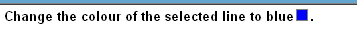 Change the colour of the selected line to blue.